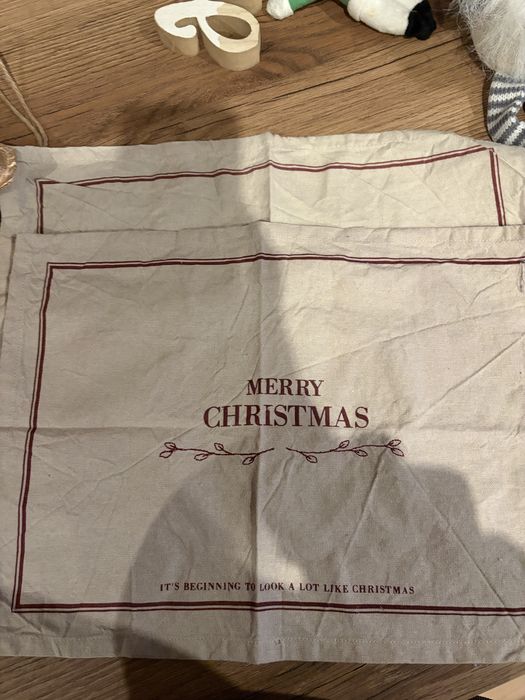 MERRY
CHRISTMAS
IT'S BEGINNING TO LOOK A LOT LIKE CHRISTMAS